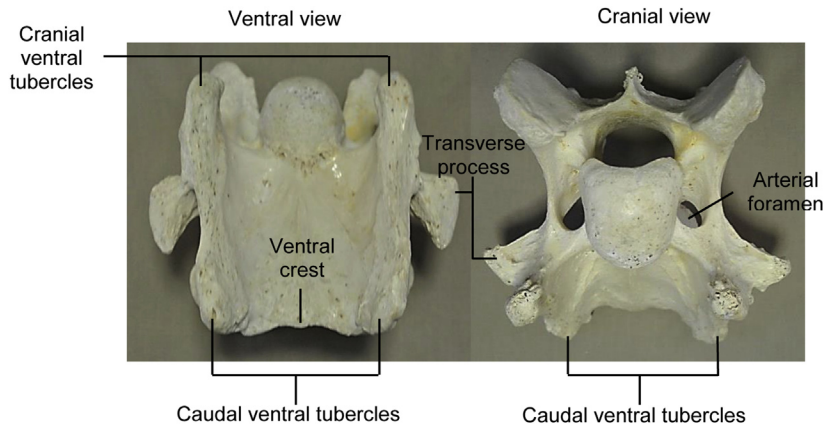 Ventral view
Cranial view
Cranial
ventral
tubercles
Transverse
process
Arterial
foramen
Ventral
crest
Caudal ventral tubercles
Caudal ventral tubercles